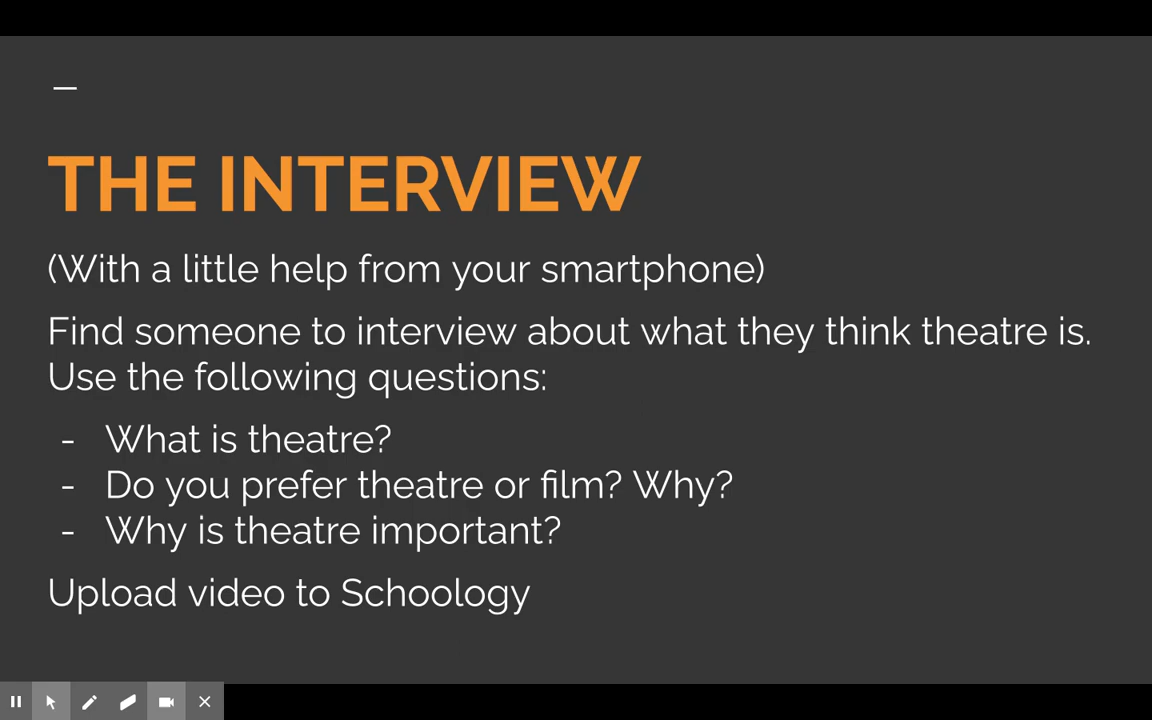 THE INTERVIEW
(With a little help from your smartphone)
Find someone to interview about what they think theatre is.
Use the following questions:
- What is theatre?
- Do you prefer theatre or film? Why?
- Why is theatre important?
Upload video to Schoology